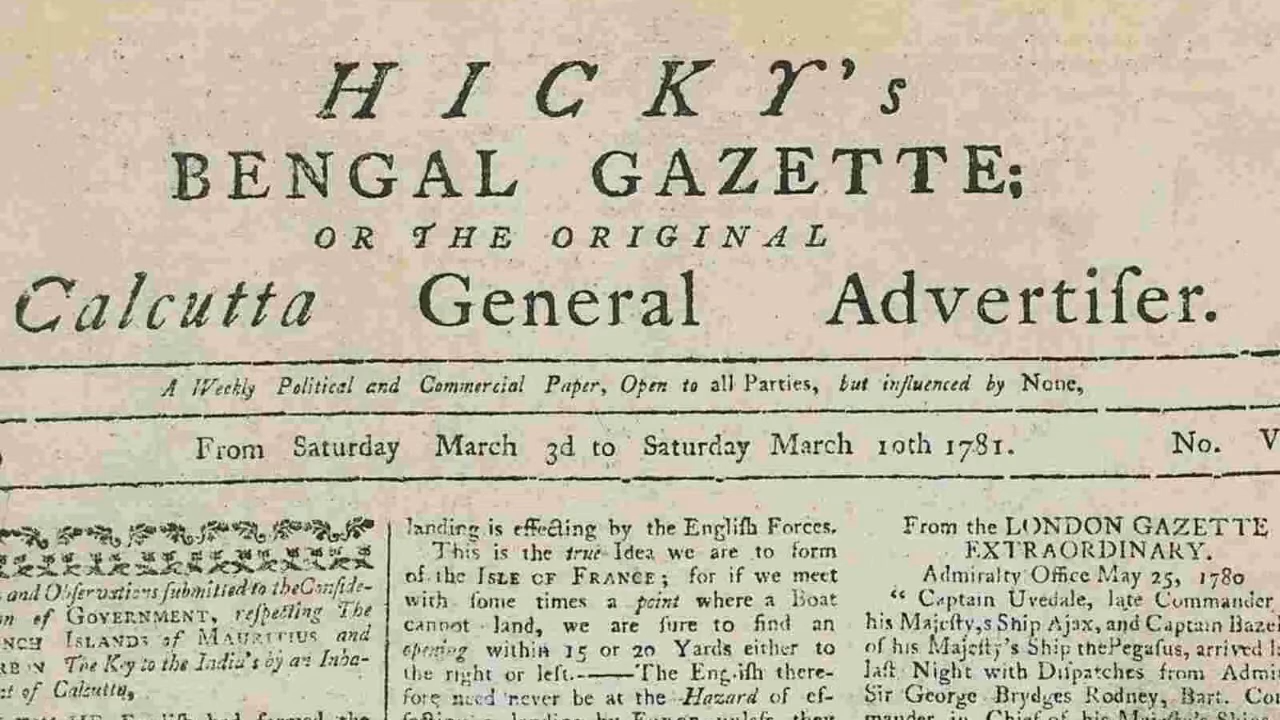 HICKY's
BENGAL GAZETTE;
OR THE ORIGINAL
Calcutta General Advertiſer.
A Weekly Political and Commercial Paper, Open to all Parties, but influenced by None,
From Saturday March 3d to Saturday March 10th 1781. No.
and Obſervations ſubmitted to the Conſide-
of GOVERNMENT, reſpecting The
ISLANDS of MAURITIUS and
The Key to the India's by an Inha-
of Calcutta,
landing is effecting by the Engliſh Forces.
This is the true Idea we are to form
of the ISLE OF FRANCE; for if we meet
with ſome times a point where a Boat
cannot land, we are ſure to find an
opening within 15 or 20 Yards either to
the right or left.——The Engliſh there-
fore need never be at the Hazard of ef-
From the LONDON GAZETTE
EXTRAORDINARY.
Admiralty Office May 25, 1780
“ Captain Uvedale, late Commander
his Majeſty,s Ship Ajax, and Captain
of his Majeſty's Ship the Pegaſus, arrived
laſt Night with Diſpatches from
Sir George Brydges Rodney, Bart.
mander in Chief of his